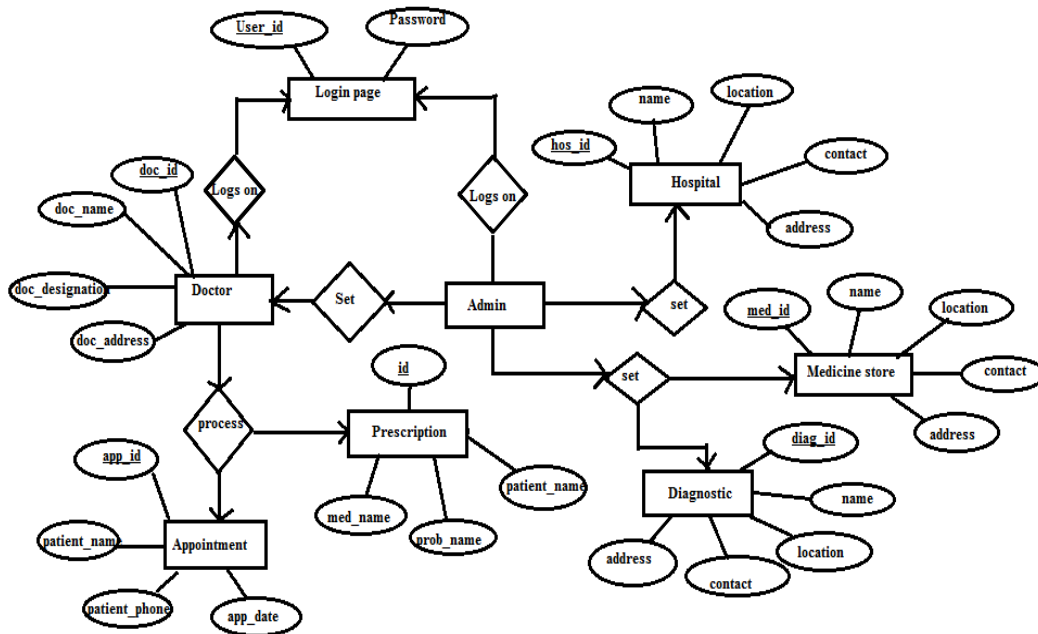 User_id
Password
Login page
name
location
hos_id
contact
Hospital
address
doc_id
Logs on
Logs on
doc_name
doc_designation
Doctor
Set
Admin
set
doc_address
name
med_id
location
Medicine store
contact
address
id
set
process
Prescription
app_id
diag_id
patient_name
Diagnostic
name
med_name
prob_name
patient_nam
Appointment
address
location
contact
patient_phone
app_date